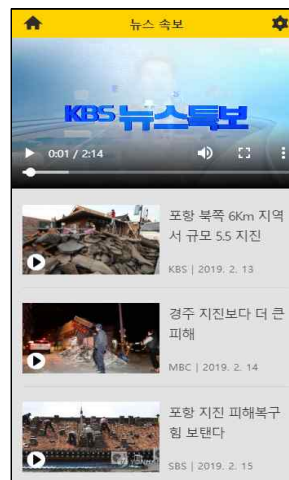 뉴스 속보
KBS 뉴스특보
0:01 / 2:14
포항 북쪽 6Km 지역
서 규모 5.5 지진
KBS | 2019. 2. 13
경주 지진보다 더 큰
피해
MBC | 2019. 2. 14
포항 지진 피해복구
힘 보탠다
SBS | 2019. 2. 15